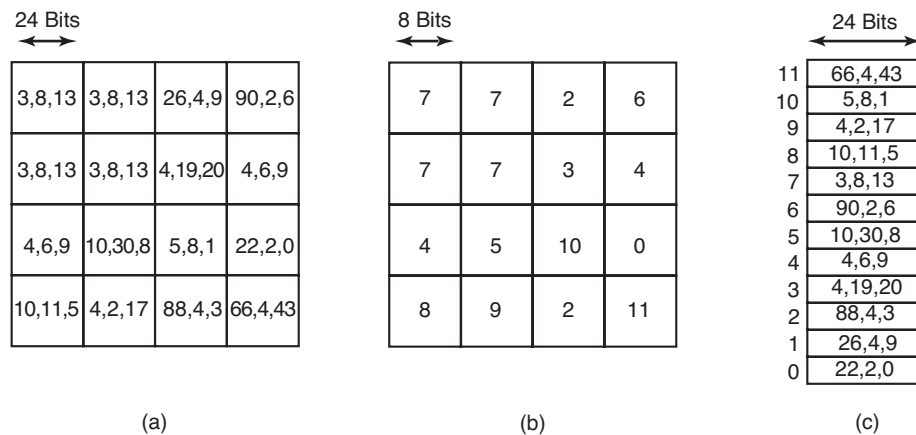 24 Bits
3,8,13 3,8,13 26,4,9 90,2,6
3,8,13 3,8,13 4,19,20 4,6,9
4,6,9 10,30,8 5,8,1 22,2,0
10,11,5 4,2,17 88,4,3 66,4,43
(a)
8 Bits
7 7 2 6
7 7 3 4
4 5 10 0
8 9 2 11
(b)
24 Bits
11 66,4,43
10 5,8,1
9 4,2,17
8 10,11,5
7 3,8,13
6 90,2,6
5 10,30,8
4 4,6,9
3 4,19,20
2 88,4,3
1 26,4,9
0 22,2,0
(c)